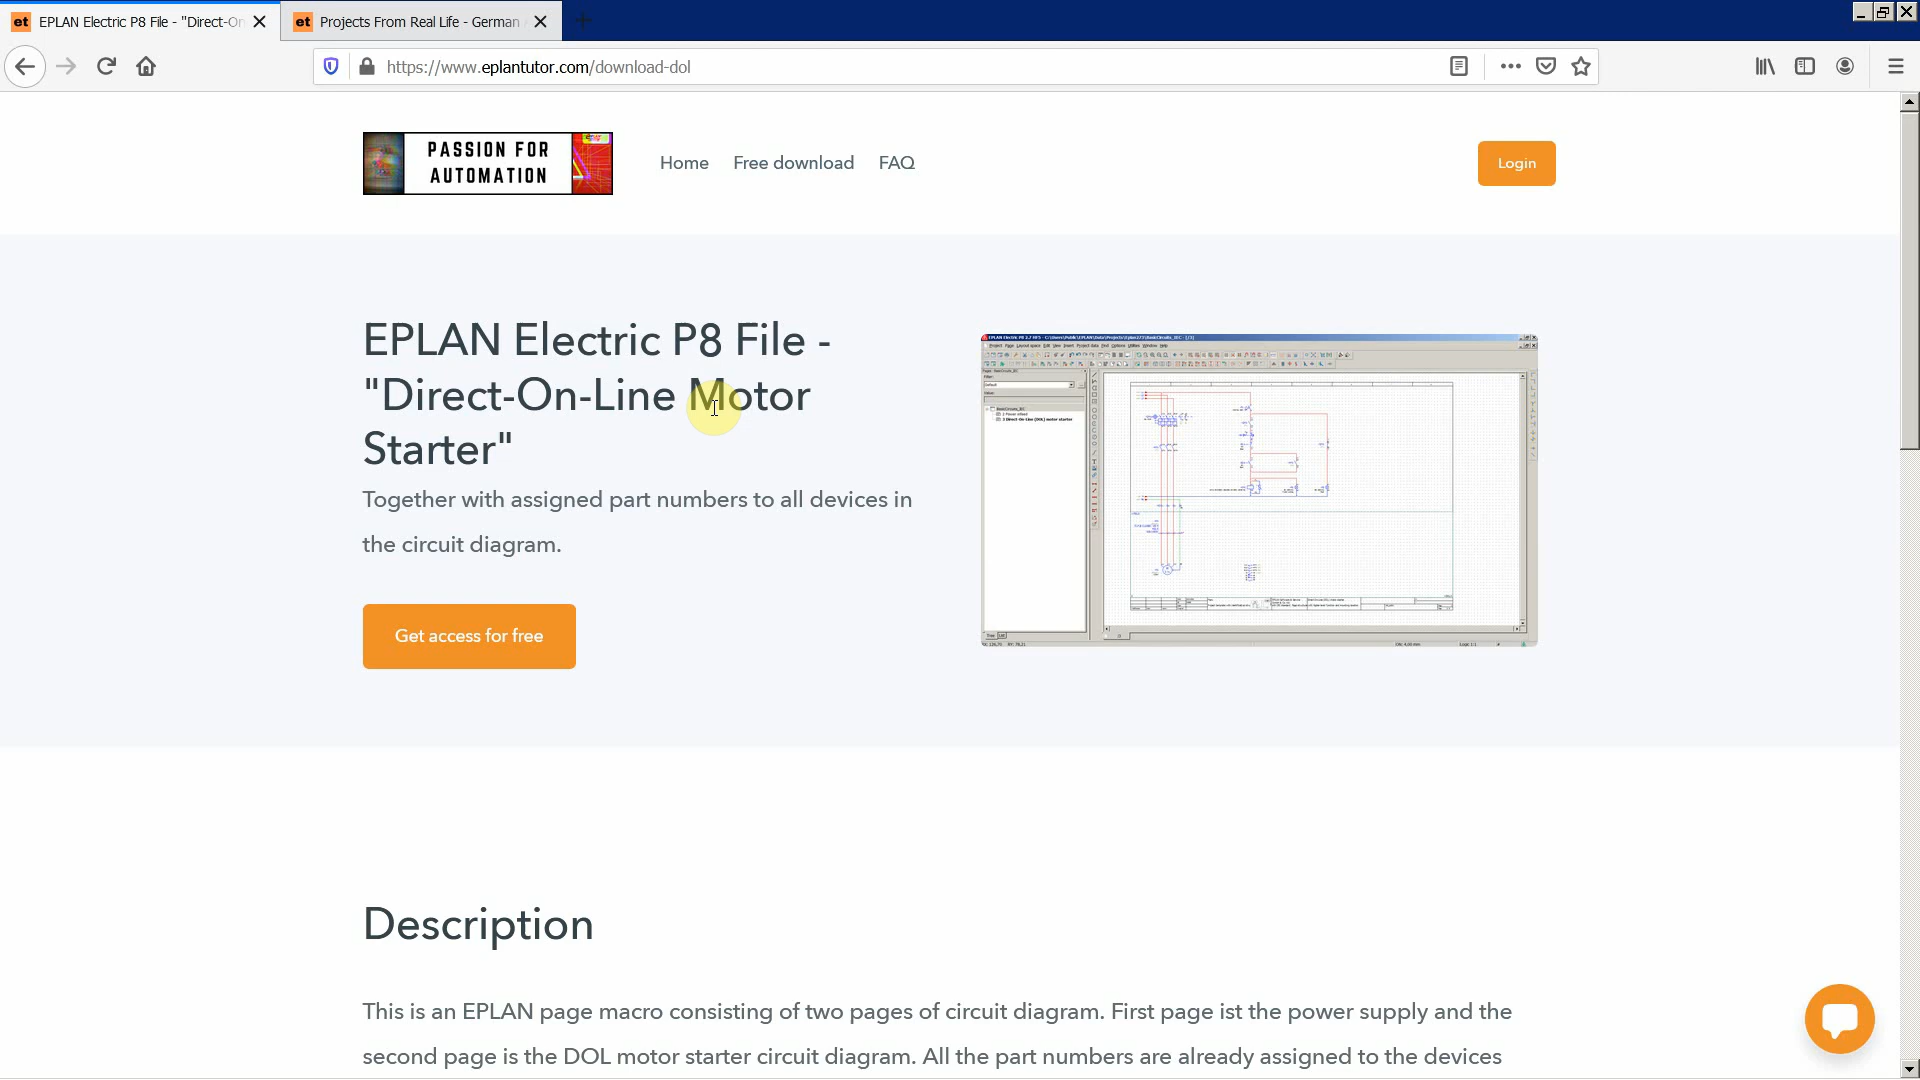 EPLAN Electric P8 File - "Direct-On
Projects From Real Life - German
https://www.eplantutor.com/download-dol
PASSION FOR
AUTOMATION
Home
Free download
FAQ
Login
EPLAN Electric P8 File -
"Direct-On-Line Motor
Starter"
Together with assigned part numbers to all devices in
the circuit diagram.
Get access for free
Description
This is an EPLAN page macro consisting of two pages of circuit diagram. First page ist the power supply and the
second page is the DOL motor starter circuit diagram. All the part numbers are already assigned to the devices